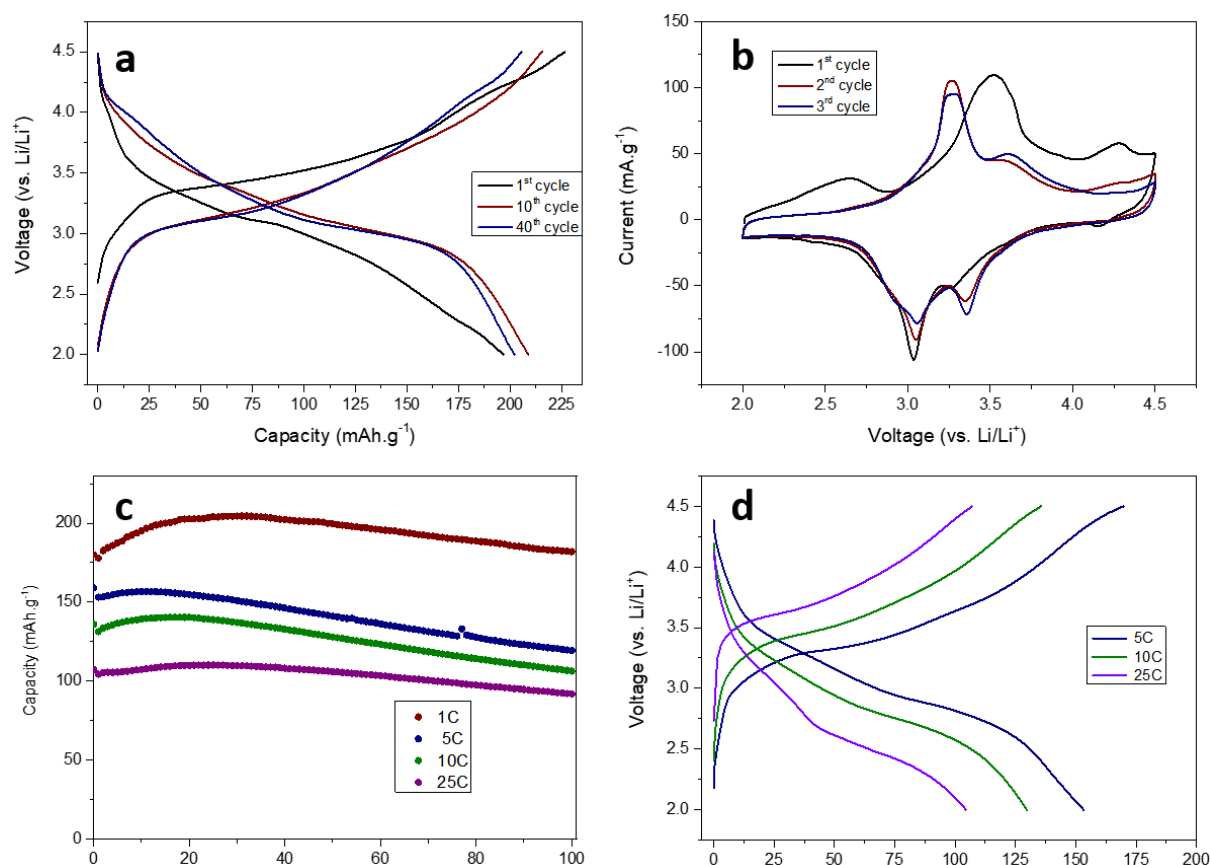 a
4.5
4.0
3.5
3.0
2.5
2.0
Voltage (vs. Li/Li⁺)
1ˢᵗ cycle
10ᵗʰ cycle
40ᵗʰ cycle
0 25 50 75 100 125 150 175 200 225
Capacity (mAh.g⁻¹)
b
150
100
50
0
-50
-100
Current (mA.g⁻¹)
1ˢᵗ cycle
2ⁿᵈ cycle
3ʳᵈ cycle
2.0 2.5 3.0 3.5 4.0 4.5
Voltage (vs. Li/Li⁺)
c
200
150
100
50
0
Capacity (mAh.g⁻¹)
1C
5C
10C
25C
0 20 40 60 80 100
d
4.5
4.0
3.5
3.0
2.5
2.0
Voltage (vs. Li/Li⁺)
5C
10C
25C
0 25 50 75 100 125 150 175 200